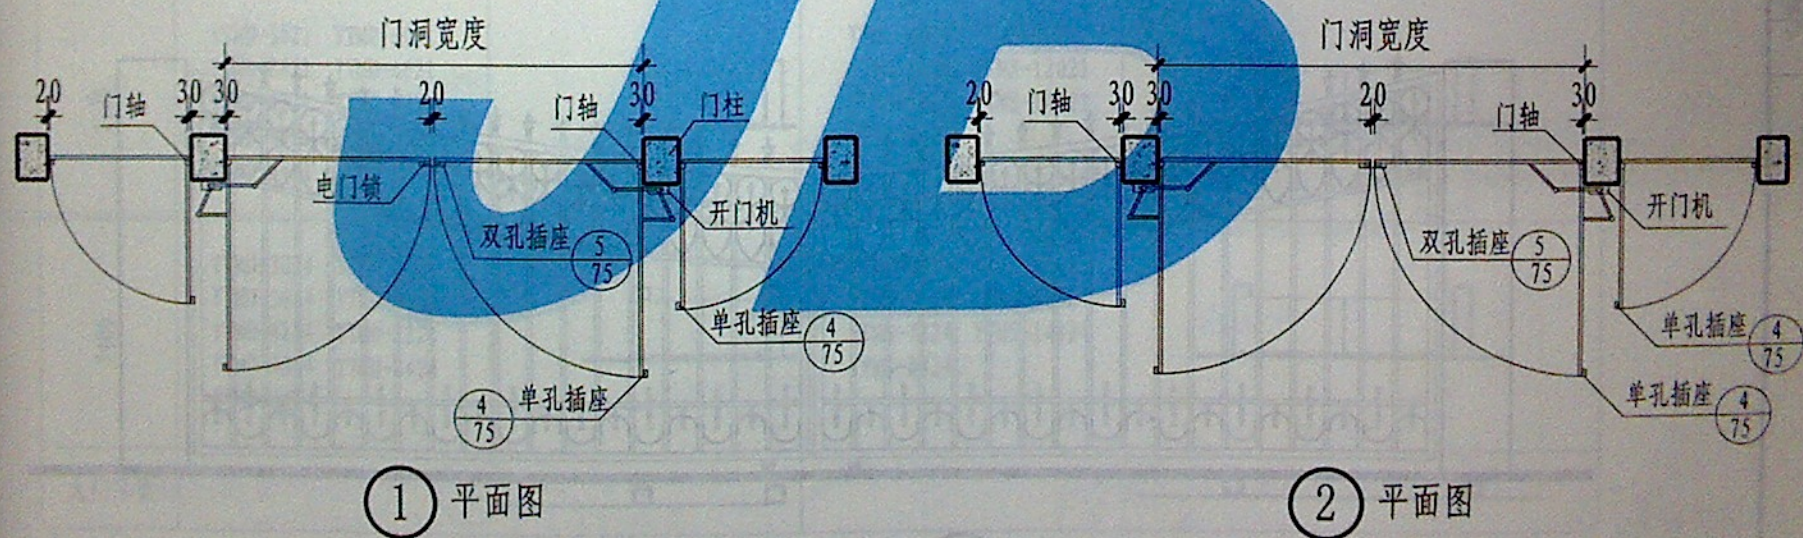 门洞宽度
门洞宽度
20 门轴 30 30 20 门轴 30 门柱
20 门轴 30 30 20 门轴 30
电门锁
开门机
开门机
双孔插座 5/75
双孔插座 5/75
单孔插座 4/75
单孔插座 4/75
4/75 单孔插座
单孔插座 4/75
1 平面图
2 平面图
JD